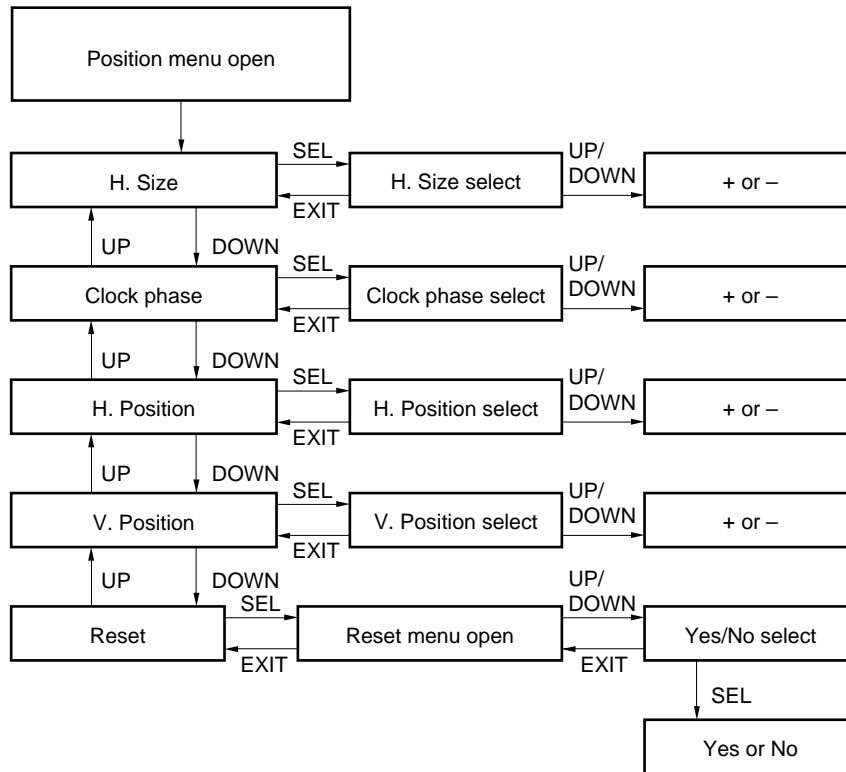 Position menu open
SEL
UP/
DOWN
H. Size
H. Size select
+ or –
EXIT
UP
DOWN
SEL
UP/
DOWN
Clock phase
Clock phase select
+ or –
EXIT
UP
DOWN
SEL
UP/
DOWN
H. Position
H. Position select
+ or –
EXIT
UP
DOWN
SEL
UP/
DOWN
V. Position
V. Position select
+ or –
EXIT
UP
DOWN
SEL
UP/
DOWN
Reset
Reset menu open
Yes/No select
EXIT
EXIT
SEL
Yes or No